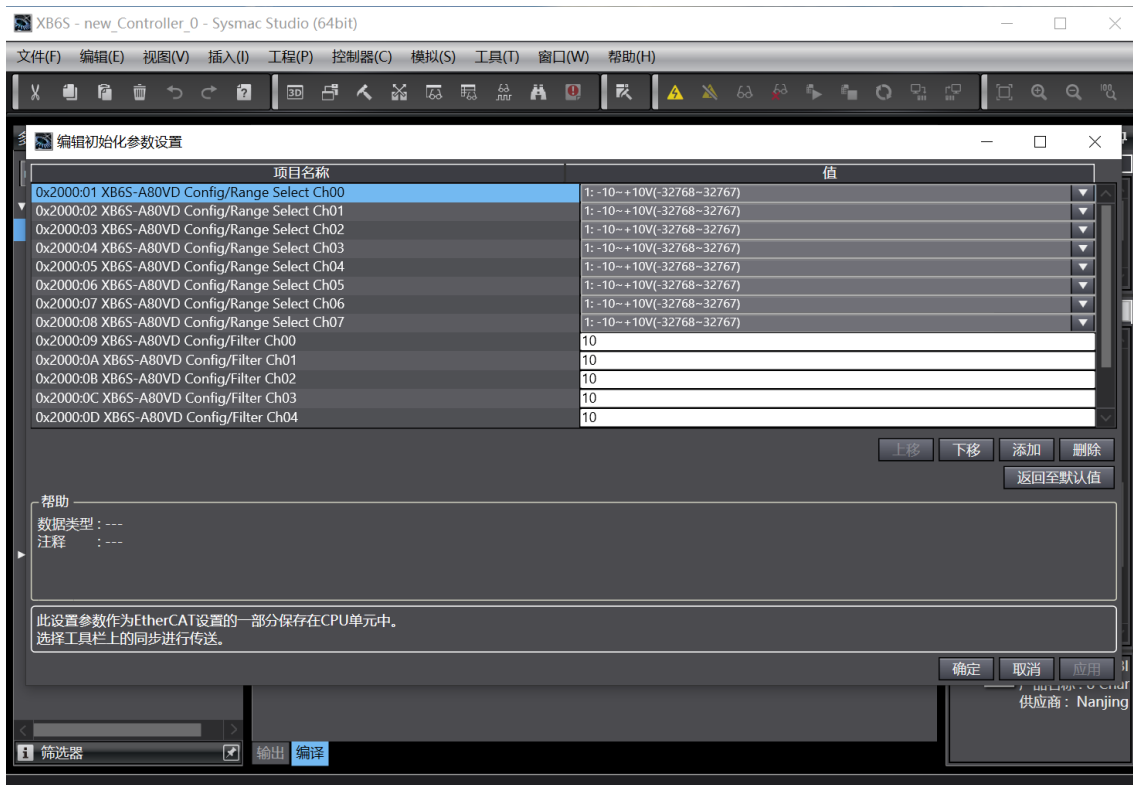 XB6S - new_Controller_0 - Sysmac Studio (64bit)
文件(F) 编辑(E) 视图(V) 插入(I) 工程(P) 控制器(C) 模拟(S) 工具(T) 窗口(W) 帮助(H)
3D
编辑初始化参数设置
项目名称 值
0x2000:01 XB6S-A80VD Config/Range Select Ch00 1: -10~+10V(-32768~32767)
0x2000:02 XB6S-A80VD Config/Range Select Ch01 1: -10~+10V(-32768~32767)
0x2000:03 XB6S-A80VD Config/Range Select Ch02 1: -10~+10V(-32768~32767)
0x2000:04 XB6S-A80VD Config/Range Select Ch03 1: -10~+10V(-32768~32767)
0x2000:05 XB6S-A80VD Config/Range Select Ch04 1: -10~+10V(-32768~32767)
0x2000:06 XB6S-A80VD Config/Range Select Ch05 1: -10~+10V(-32768~32767)
0x2000:07 XB6S-A80VD Config/Range Select Ch06 1: -10~+10V(-32768~32767)
0x2000:08 XB6S-A80VD Config/Range Select Ch07 1: -10~+10V(-32768~32767)
0x2000:09 XB6S-A80VD Config/Filter Ch00 10
0x2000:0A XB6S-A80VD Config/Filter Ch01 10
0x2000:0B XB6S-A80VD Config/Filter Ch02 10
0x2000:0C XB6S-A80VD Config/Filter Ch03 10
0x2000:0D XB6S-A80VD Config/Filter Ch04 10
上移 下移 添加 删除
返回至默认值
帮助
数据类型 : ---
注释 : ---
此设置参数作为EtherCAT设置的一部分保存在CPU单元中。
选择工具栏上的同步进行传送。
确定 取消 应用
供应商 : Nanjing
筛选器 输出 编译